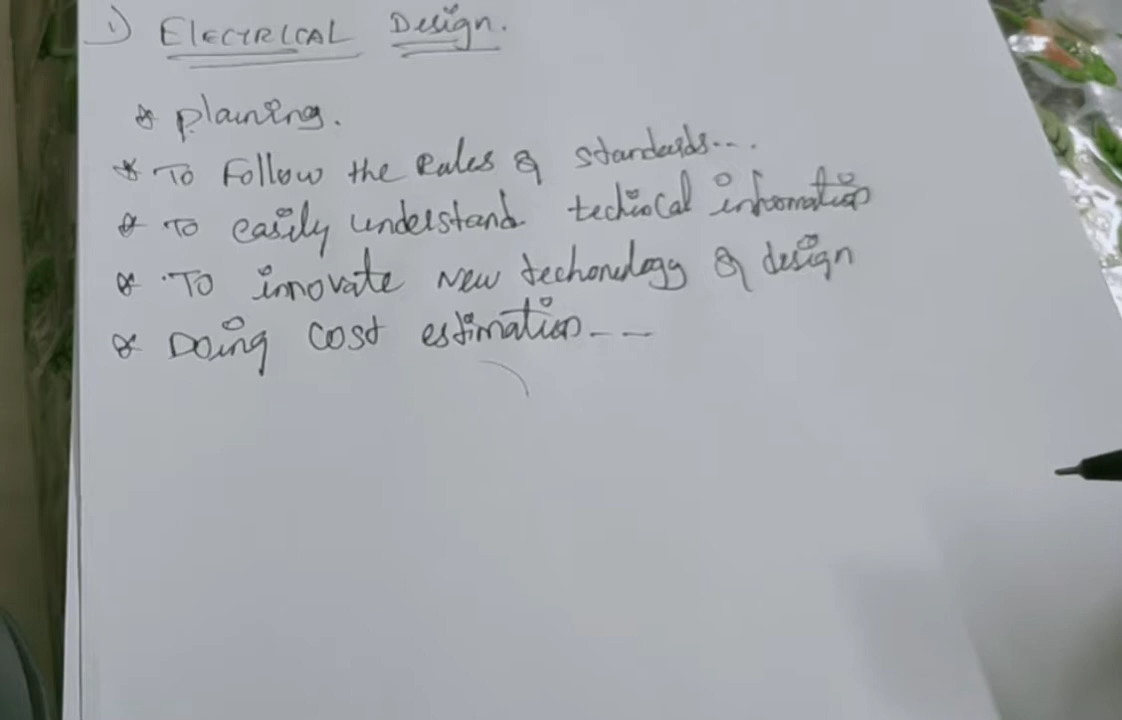 1) ELECTRICAL Design.
* planing.
* To Follow the Rules & standards...
* To easily understand techincal information
* To innovate New techonology & design
* Doing cost estimation--